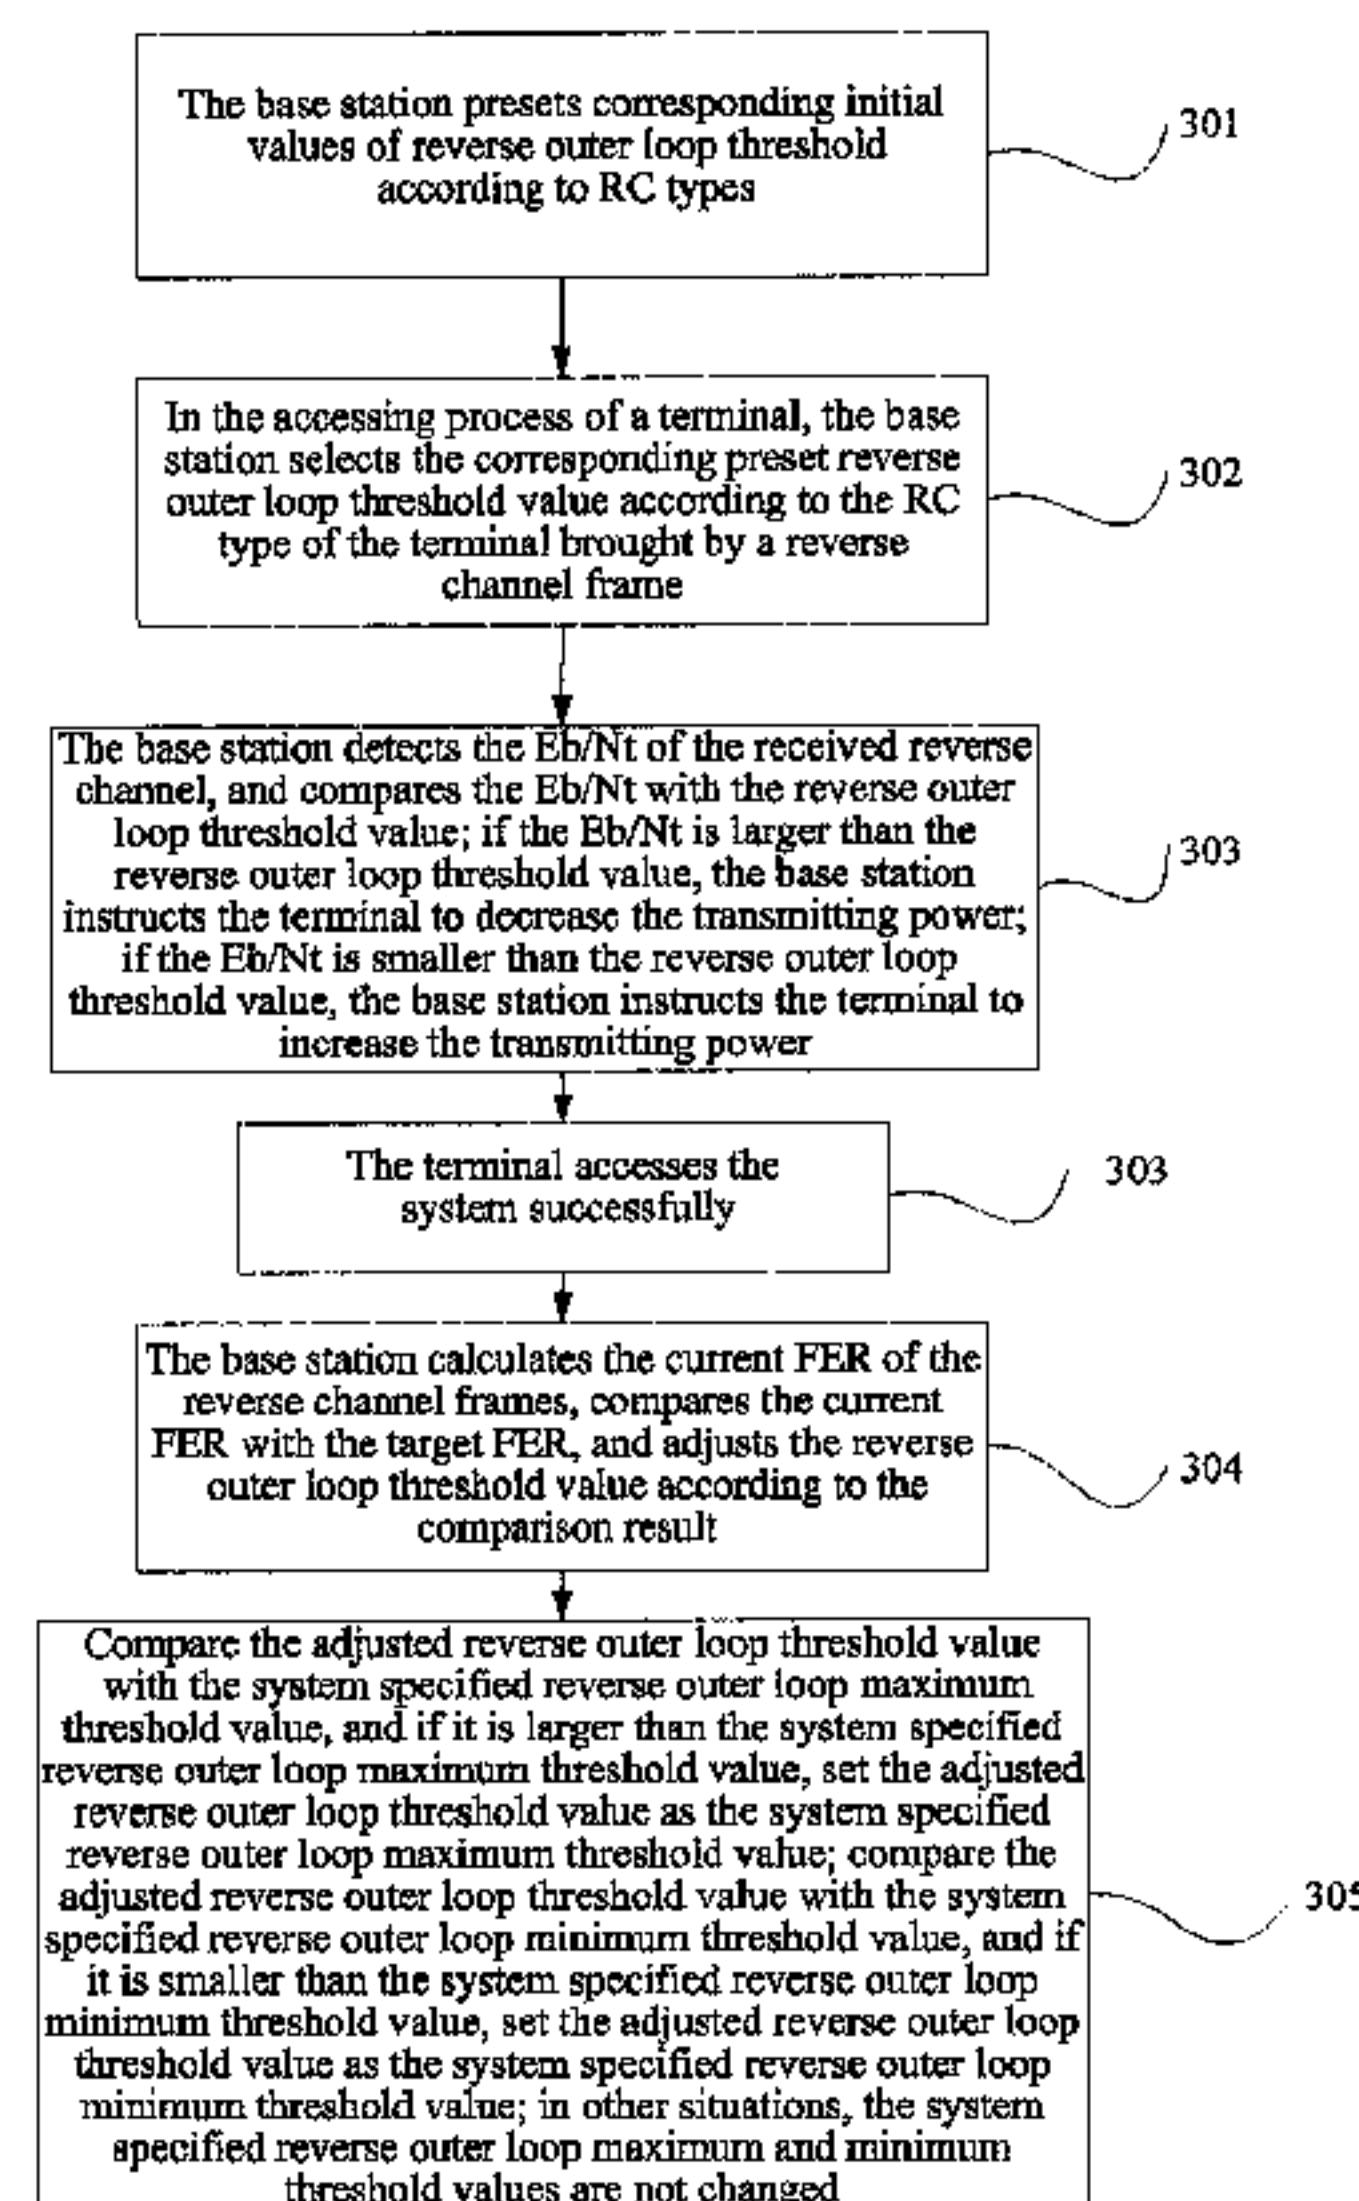 The base station presets corresponding initial
values of reverse outer loop threshold
according to RC types
301
In the accessing process of a terminal, the base
station selects the corresponding preset reverse
outer loop threshold value according to the RC
type of the terminal brought by a reverse
channel frame
302
The base station detects the Eb/Nt of the received reverse
channel, and compares the Eb/Nt with the reverse outer
loop threshold value; if the Eb/Nt is larger than the
reverse outer loop threshold value, the base station
instructs the terminal to decrease the transmitting power;
if the Eb/Nt is smaller than the reverse outer loop
threshold value, the base station instructs the terminal to
increase the transmitting power
303
The terminal accesses the
system successfully
303
The base station calculates the current FER of the
reverse channel frames, compares the current
FER with the target FER, and adjusts the reverse
outer loop threshold value according to the
comparison result
304
Compare the adjusted reverse outer loop threshold value
with the system specified reverse outer loop maximum
threshold value, and if it is larger than the system specified
reverse outer loop maximum threshold value, set the adjusted
reverse outer loop threshold value as the system specified
reverse outer loop maximum threshold value; compare the
adjusted reverse outer loop threshold value with the system
specified reverse outer loop minimum threshold value, and if
it is smaller than the system specified reverse outer loop
minimum threshold value, set the adjusted reverse outer loop
threshold value as the system specified reverse outer loop
minimum threshold value; in other situations, the system
specified reverse outer loop maximum and minimum
threshold values are not changed
305